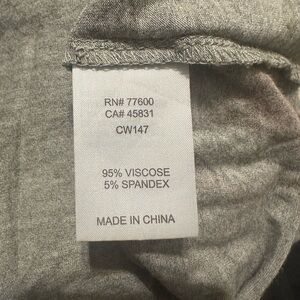 RN# 77600
CA# 45831
CW147
95% VISCOSE
5% SPANDEX
MADE IN CHINA